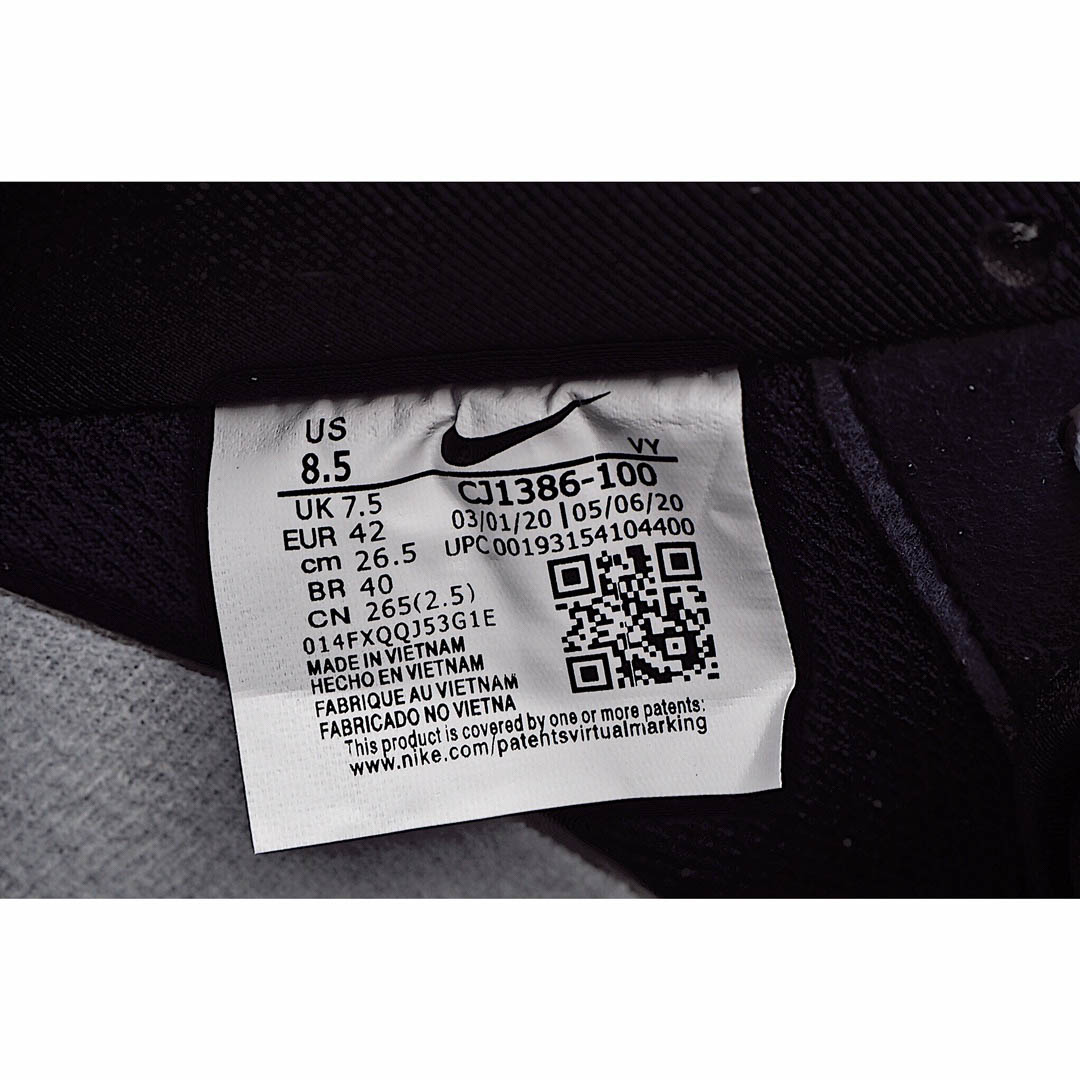 US
8.5
VY
UK 7.5
CJ1386-100
EUR 42
03/01/20 | 05/06/20
cm 26.5
UPC 00193154104400
BR 40
CN 265(2.5)
014FXQQJ53G1E
MADE IN VIETNAM
HECHO EN VIETNAM
FABRIQUE AU VIETNAM
FABRICADO NO VIETNA
This product is covered by one or more patents:
www.nike.com/patentsvirtualmarking